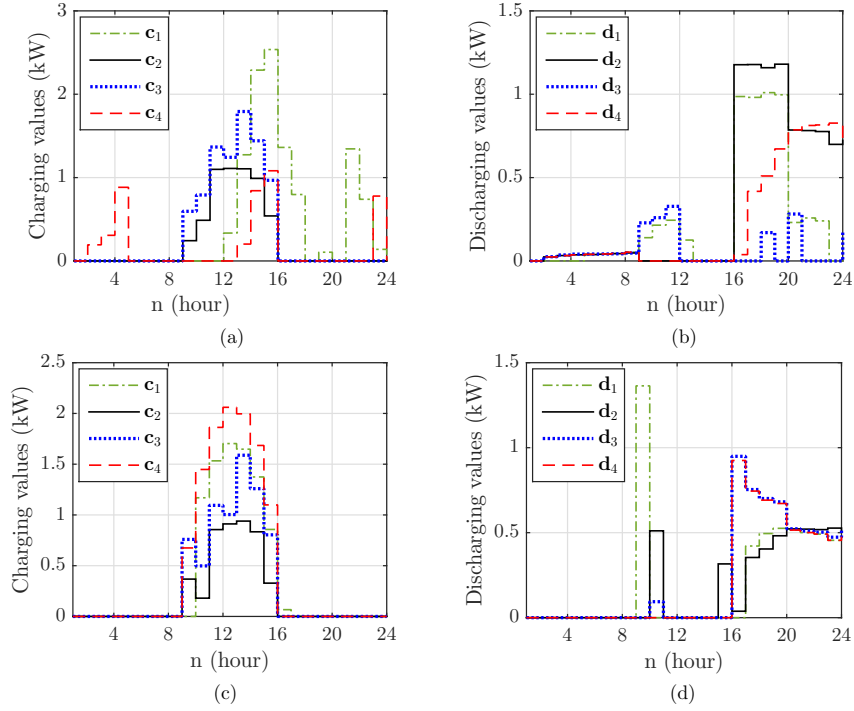 Charging values (kW)
3
2
1
0
4
8
12
16
20
24
n (hour)
c₁
c₂
c₃
c₄
(a)
Discharging values (kW)
1.5
1
0.5
0
4
8
12
16
20
24
n (hour)
d₁
d₂
d₃
d₄
(b)
Charging values (kW)
2.5
2
1.5
1
0.5
0
4
8
12
16
20
24
n (hour)
c₁
c₂
c₃
c₄
(c)
Discharging values (kW)
1.5
1
0.5
0
4
8
12
16
20
24
n (hour)
d₁
d₂
d₃
d₄
(d)